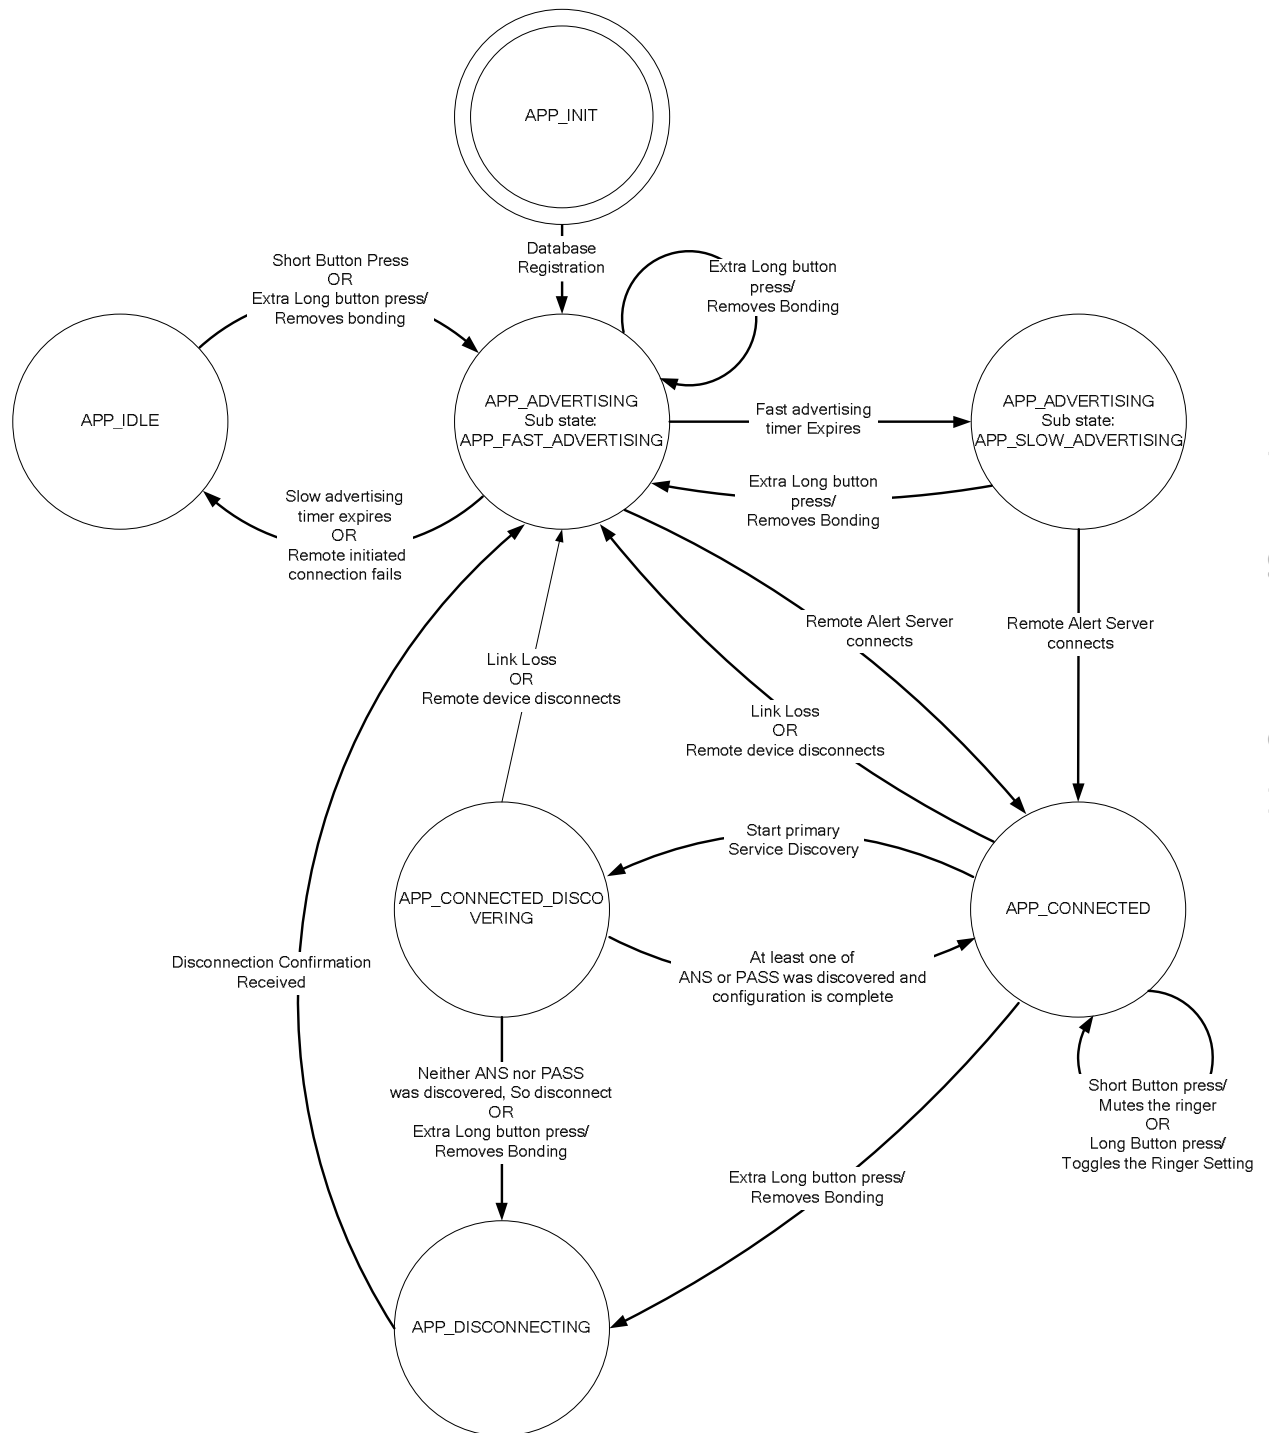 APP_INIT
Database
Registration
Short Button Press
OR
Extra Long button press/
Removes bonding
Extra Long button
press/
Removes Bonding
APP_IDLE
APP_ADVERTISING
Sub state:
APP_FAST_ADVERTISING
Fast advertising
timer Expires
APP_ADVERTISING
Sub state:
APP_SLOW_ADVERTISING
Extra Long button
press/
Removes Bonding
Slow advertising
timer expires
OR
Remote initiated
connection fails
Remote Alert Server
connects
Remote Alert Server
connects
Link Loss
OR
Remote device disconnects
Link Loss
OR
Remote device disconnects
Start primary
Service Discovery
APP_CONNECTED_DISCO
VERING
APP_CONNECTED
At least one of
ANS or PASS was discovered and
configuration is complete
Disconnection Confirmation
Received
Neither ANS nor PASS
was discovered, So disconnect
OR
Extra Long button press/
Removes Bonding
Short Button press/
Mutes the ringer
OR
Long Button press/
Toggles the Ringer Setting
Extra Long button press/
Removes Bonding
APP_DISCONNECTING